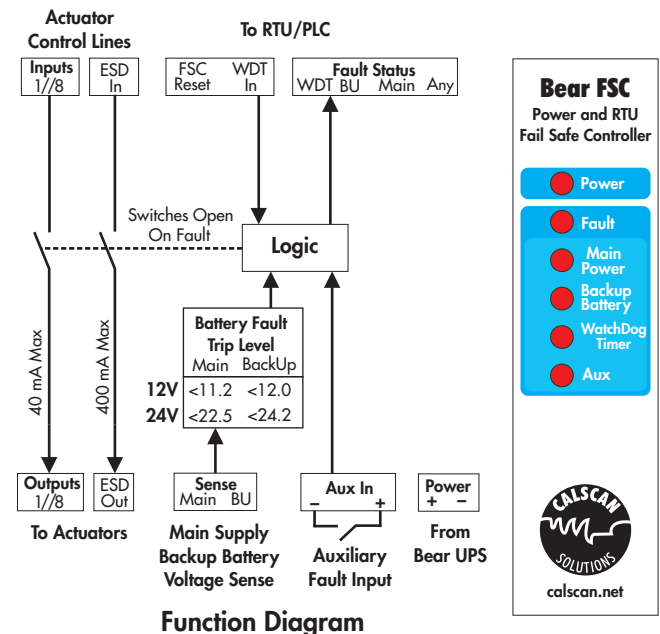 Actuator
Control Lines
To RTU/PLC
Inputs
1//8
ESD
In
FSC
Reset
WDT
In
Fault Status
WDT BU Main Any
Switches Open
On Fault
Logic
40 mA Max
400 mA Max
Battery Fault
Trip Level
Main BackUp
12V <11.2 <12.0
24V <22.5 <24.2
Outputs
1//8
ESD
Out
Sense
Main BU
Aux In
– +
Power
+ –
To Actuators
Main Supply
Backup Battery
Voltage Sense
Auxiliary
Fault Input
From
Bear UPS
Function Diagram
Bear FSC
Power and RTU
Fail Safe Controller
Power
Fault
Main
Power
Backup
Battery
WatchDog
Timer
Aux
CALSCAN
SOLUTIONS
calscan.net